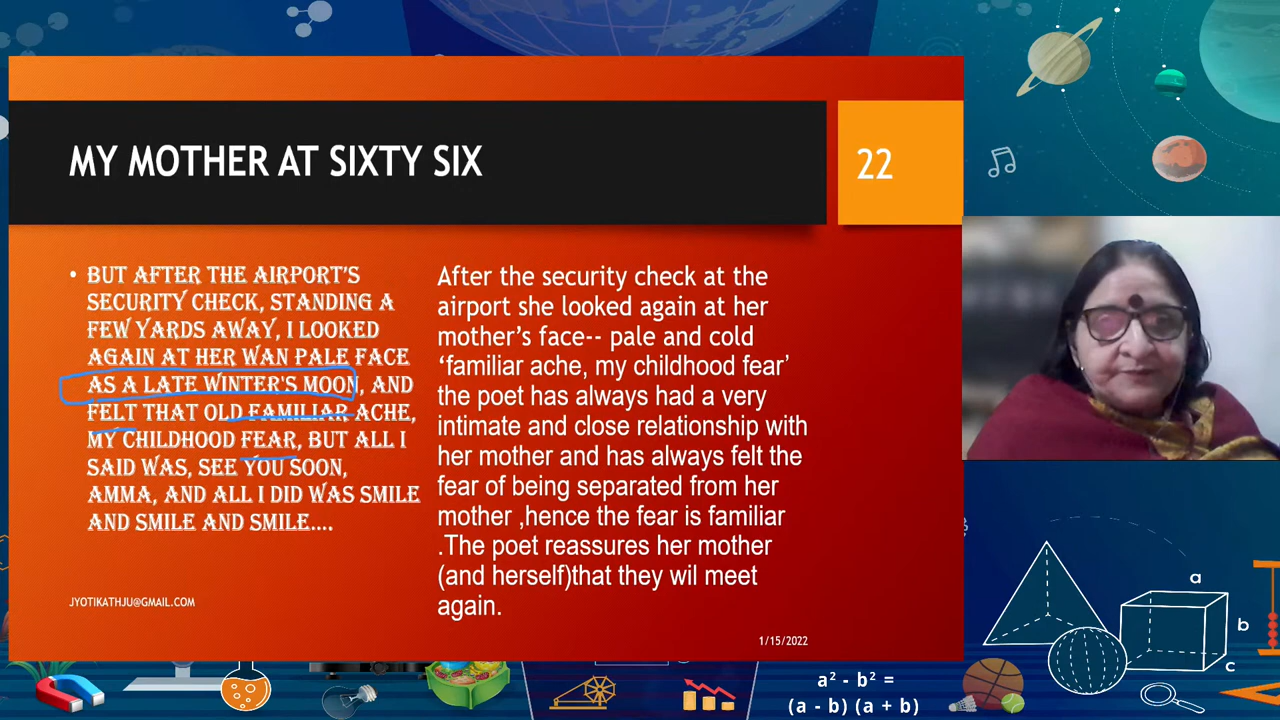 MY MOTHER AT SIXTY SIX
22
• BUT AFTER THE AIRPORT'S
SECURITY CHECK, STANDING A
FEW YARDS AWAY, I LOOKED
AGAIN AT HER WAN PALE FACE
AS A LATE WINTER'S MOON, AND
FELT THAT OLD FAMILIAR ACHE,
MY CHILDHOOD FEAR, BUT ALL I
SAID WAS, SEE YOU SOON,
AMMA, AND ALL I DID WAS SMILE
AND SMILE AND SMILE....
After the security check at the
airport she looked again at her
mother's face-- pale and cold
‘familiar ache, my childhood fear’
the poet has always had a very
intimate and close relationship with
her mother and has always felt the
fear of being separated from her
mother ,hence the fear is familiar
.The poet reassures her mother
(and herself)that they wil meet
again.
JYOTIKATHJU@GMAIL.COM
1/15/2022
a
b
c
a² - b² =
(a - b) (a + b)